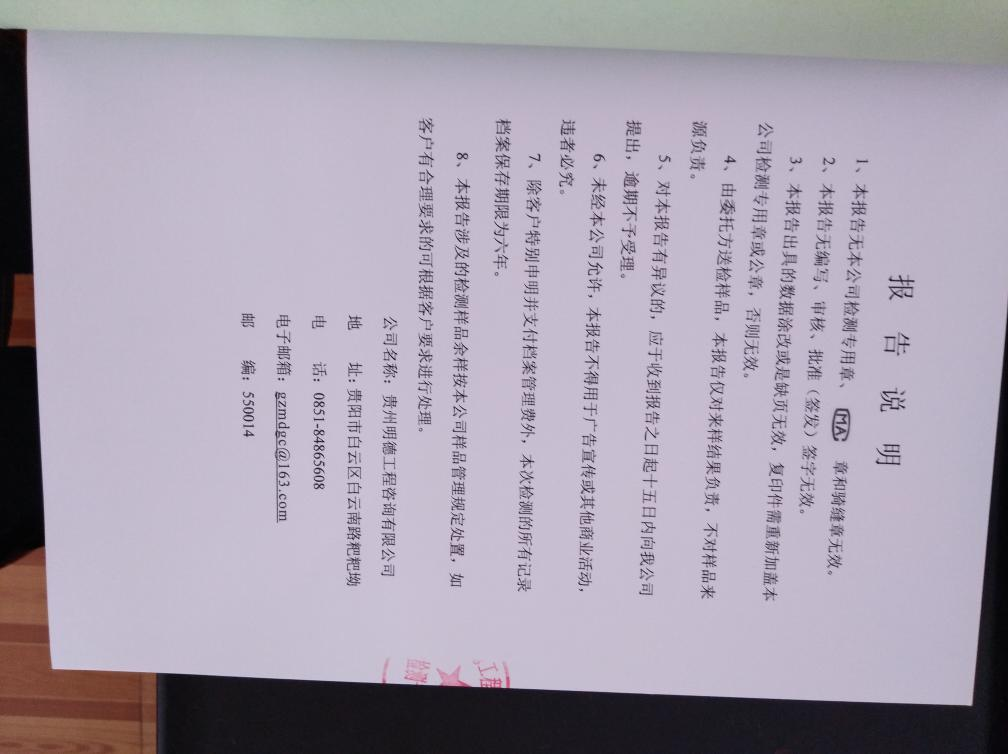 报告说明
1、本报告无本公司检测专用章、MA章和骑缝章无效。
2、本报告无编写、审核、批准（签发）签字无效。
3、本报告出具的数据涂改或是缺页无效，复印件需重新加盖本
公司检测专用章或公章，否则无效。
4、由委托方送检样品，本报告仅对来样结果负责，不对样品来
源负责。
5、对本报告有异议的，应于收到报告之日起十五日内向我公司
提出，逾期不予受理。
6、未经本公司允许，本报告不得用于广告宣传或其他商业活动，
违者必究。
7、除客户特别申明并支付档案管理费外，本次检测的所有记录
档案保存期限为六年。
8、本报告涉及的检测样品余样按本公司样品管理规定处置，如
客户有合理要求的可根据客户要求进行处理。
公司名称：贵州明德工程咨询有限公司
地 址：贵阳市白云区白云南路粑粑坳
电 话：0851-84865608
电子邮箱：gzmdgc@163.com
邮 编：550014
工程
检测